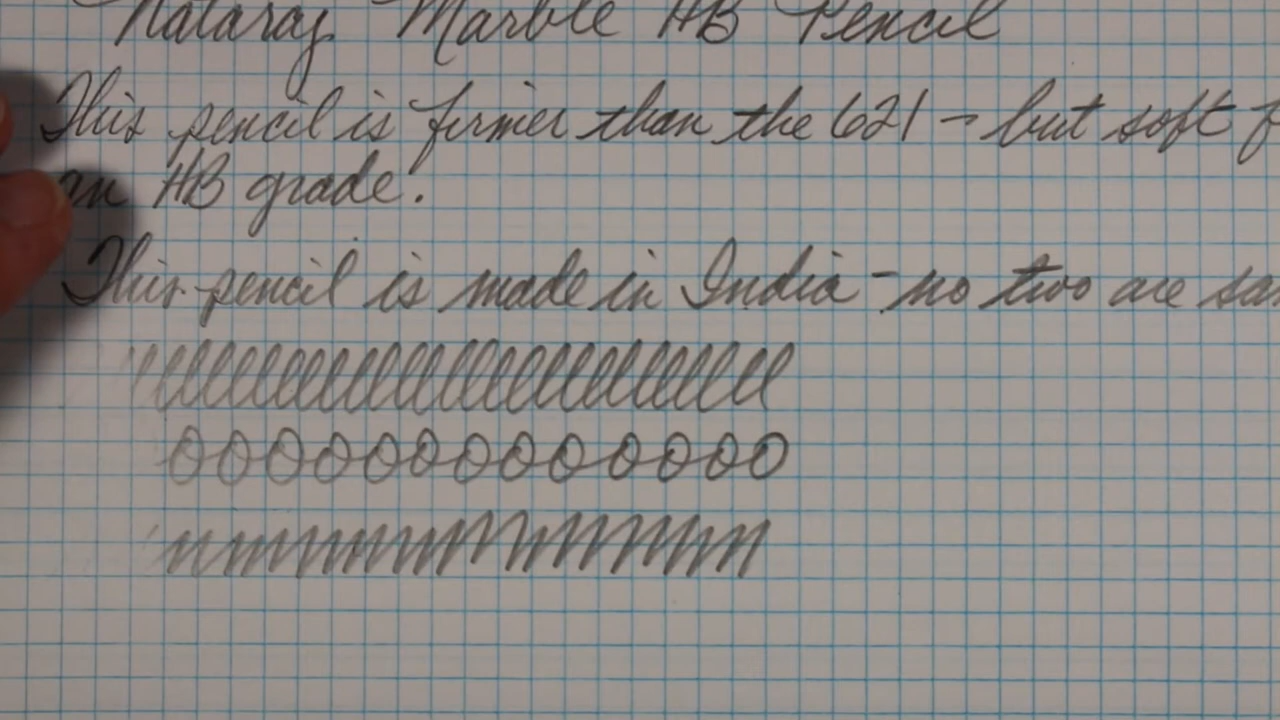 Nataraj Marble HB Pencil
This pencil is firmer than the 621 - but soft f
an HB grade.
This pencil is made in India - no two are sa